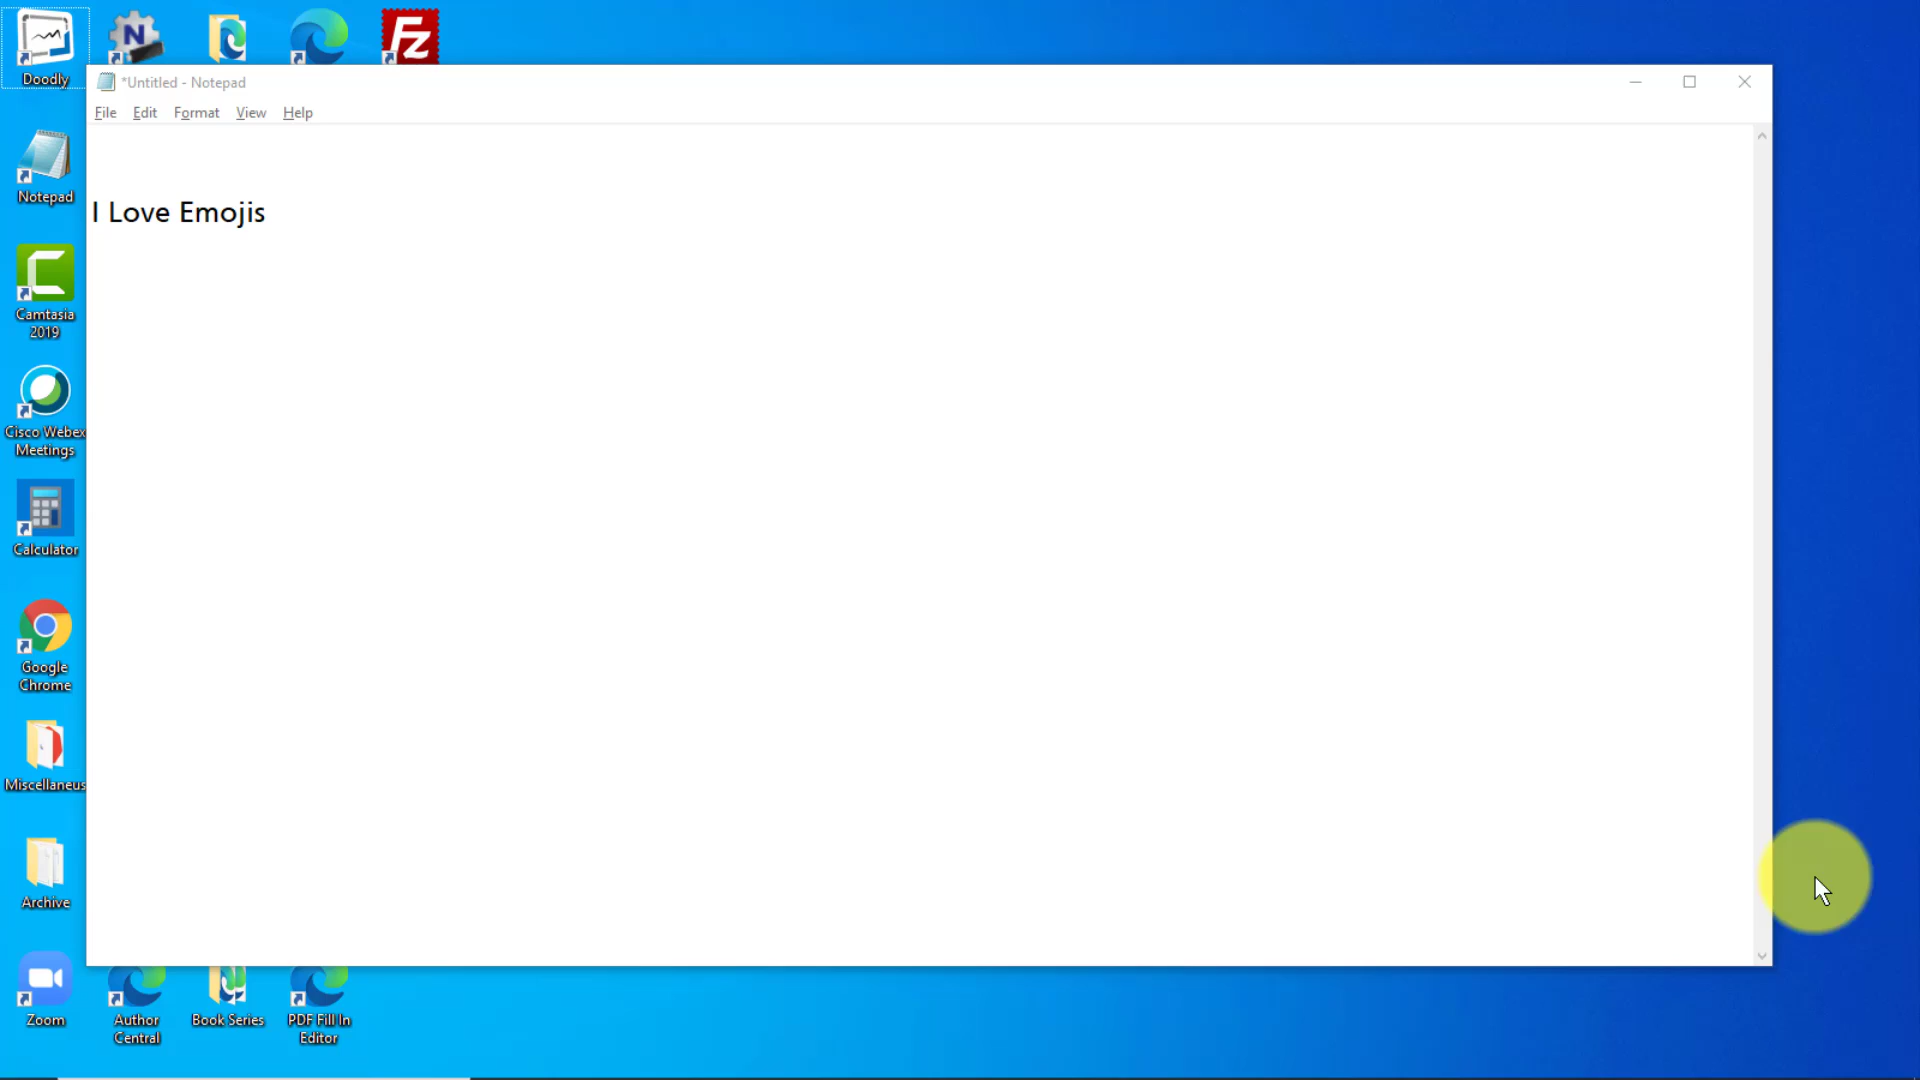 Doodly
*Untitled - Notepad
File Edit Format View Help
I Love Emojis
Notepad
Camtasia
2019
Cisco Webex
Meetings
Calculator
Google
Chrome
Miscellaneus
Archive
Zoom
Author
Central
Book Series
PDF Fill In
Editor
N
FZ